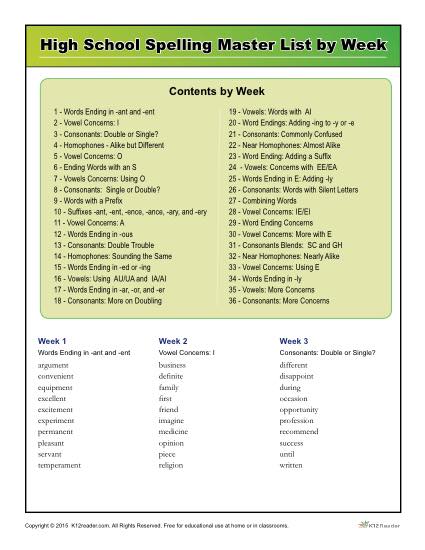 High School Spelling Master List by Week
Contents by Week
1 - Words Ending in -ant and -ent
2 - Vowel Concerns: I
3 - Consonants: Double or Single?
4 - Homophones - Alike but Different
5 - Vowel Concerns: O
6 - Ending Words with an S
7 - Vowels Concerns: Using O
8 - Consonants: Single or Double?
9 - Words with a Prefix
10 - Suffixes -ant, -ent, -ence, -ance, -ary, and -ery
11 - Vowel Concerns: A
12 - Words Ending in -ous
13 - Consonants: Double Trouble
14 - Homophones: Sounding the Same
15 - Words Ending in -ed or -ing
16 - Vowels: Using AU/UA and IA/AI
17 - Words Ending in -ar, -or, and -er
18 - Consonants: More on Doubling
19 - Vowels: Words with AI
20 - Word Endings: Adding -ing to -y or -e
21 - Consonants: Commonly Confused
22 - Near Homophones: Almost Alike
23 - Word Ending: Adding a Suffix
24 - Vowels: Concerns with EE/EA
25 - Words Ending in E: Adding -ly
26 - Consonants: Words with Silent Letters
27 - Combining Words
28 - Vowel Concerns: IE/EI
29 - Word Ending Concerns
30 - Vowel Concerns: More with E
31 - Consonants Blends: SC and GH
32 - Near Homophones: Nearly Alike
33 - Vowel Concerns: Using E
34 - Words Ending in -ly
35 - Vowels: More Concerns
36 - Consonants: More Concerns
Week 1
Words Ending in -ant and -ent
argument
convenient
equipment
excellent
excitement
experiment
permanent
pleasant
servant
temperament
Week 2
Vowel Concerns: I
business
definite
family
first
friend
imagine
medicine
opinion
piece
religion
Week 3
Consonants: Double or Single?
different
disappoint
during
occasion
opportunity
profession
recommend
success
until
written
Copyright © 2015 K12reader.com. All Rights Reserved. Free for educational use at home or in classrooms.
K12Reader